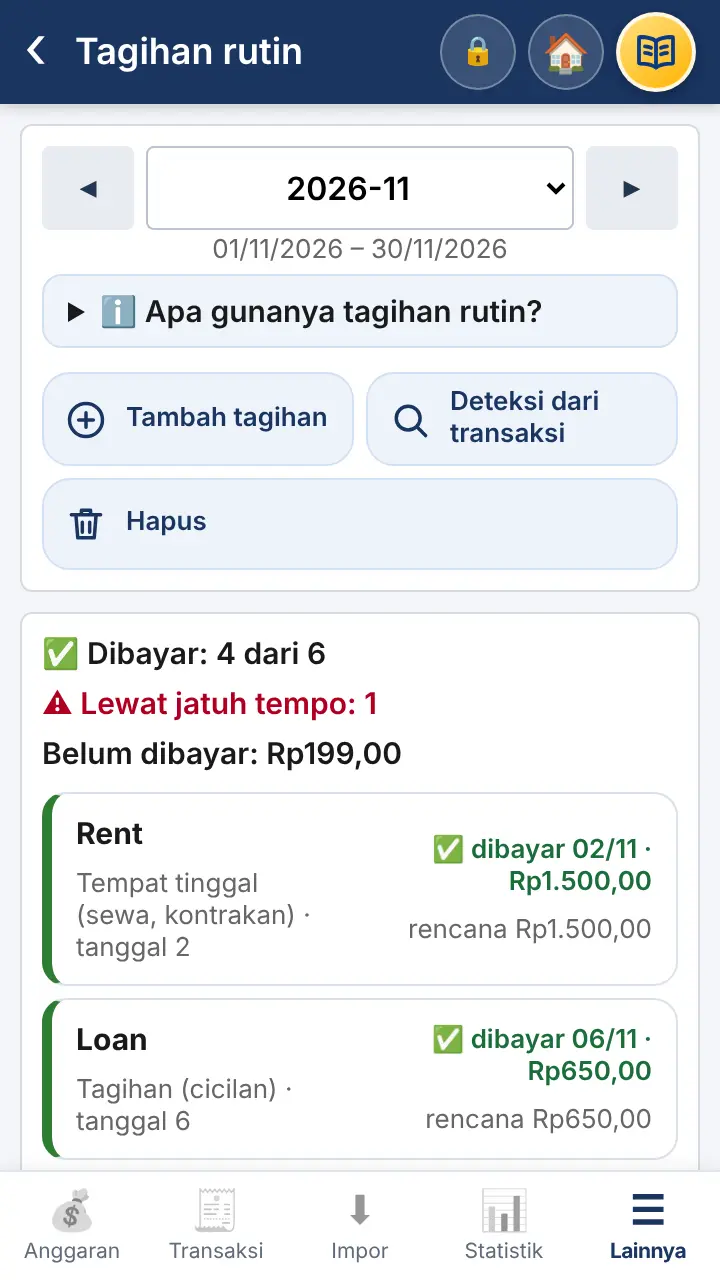 Tagihan rutin
2026-11
01/11/2026 – 30/11/2026
Apa gunanya tagihan rutin?
Tambah tagihan
Deteksi dari
transaksi
Hapus
✅ Dibayar: 4 dari 6
⚠ Lewat jatuh tempo: 1
Belum dibayar: Rp199,00
Rent
✅ dibayar 02/11 ·
Rp1.500,00
Tempat tinggal
(sewa, kontrakan) ·
tanggal 2
rencana Rp1.500,00
Loan
✅ dibayar 06/11 ·
Rp650,00
Tagihan (cicilan) ·
tanggal 6
rencana Rp650,00
Anggaran
Transaksi
Impor
Statistik
Lainnya